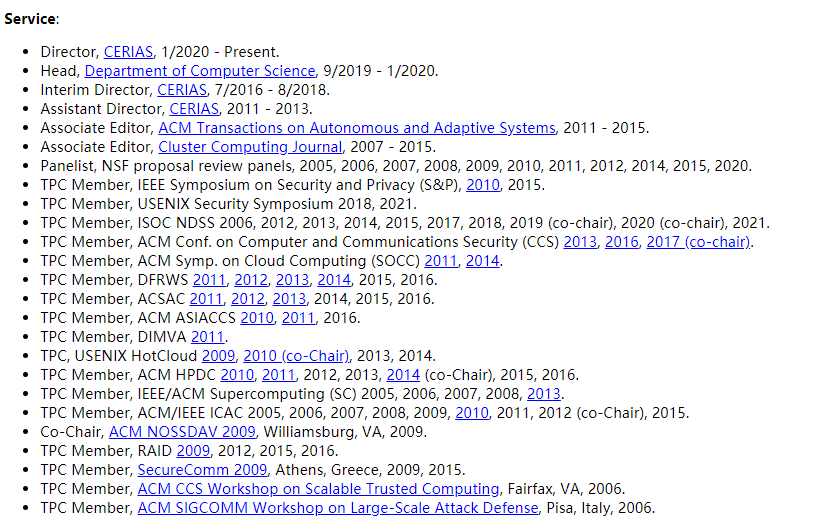 Service:
• Director, CERIAS, 1/2020 - Present.
• Head, Department of Computer Science, 9/2019 - 1/2020.
• Interim Director, CERIAS, 7/2016 - 8/2018.
• Assistant Director, CERIAS, 2011 - 2013.
• Associate Editor, ACM Transactions on Autonomous and Adaptive Systems, 2011 - 2015.
• Associate Editor, Cluster Computing Journal, 2007 - 2015.
• Panelist, NSF proposal review panels, 2005, 2006, 2007, 2008, 2009, 2010, 2011, 2012, 2014, 2015, 2020.
• TPC Member, IEEE Symposium on Security and Privacy (S&P), 2010, 2015.
• TPC Member, USENIX Security Symposium 2018, 2021.
• TPC Member, ISOC NDSS 2006, 2012, 2013, 2014, 2015, 2017, 2018, 2019 (co-chair), 2020 (co-chair), 2021.
• TPC Member, ACM Conf. on Computer and Communications Security (CCS) 2013, 2016, 2017 (co-chair).
• TPC Member, ACM Symp. on Cloud Computing (SOCC) 2011, 2014.
• TPC Member, DFRWS 2011, 2012, 2013, 2014, 2015, 2016.
• TPC Member, ACSAC 2011, 2012, 2013, 2014, 2015, 2016.
• TPC Member, ACM ASIACCS 2010, 2011, 2016.
• TPC Member, DIMVA 2011.
• TPC, USENIX HotCloud 2009, 2010 (co-Chair), 2013, 2014.
• TPC Member, ACM HPDC 2010, 2011, 2012, 2013, 2014 (co-Chair), 2015, 2016.
• TPC Member, IEEE/ACM Supercomputing (SC) 2005, 2006, 2007, 2008, 2013.
• TPC Member, ACM/IEEE ICAC 2005, 2006, 2007, 2008, 2009, 2010, 2011, 2012 (co-Chair), 2015.
• Co-Chair, ACM NOSSDAV 2009, Williamsburg, VA, 2009.
• TPC Member, RAID 2009, 2012, 2015, 2016.
• TPC Member, SecureComm 2009, Athens, Greece, 2009, 2015.
• TPC Member, ACM CCS Workshop on Scalable Trusted Computing, Fairfax, VA, 2006.
• TPC Member, ACM SIGCOMM Workshop on Large-Scale Attack Defense, Pisa, Italy, 2006.